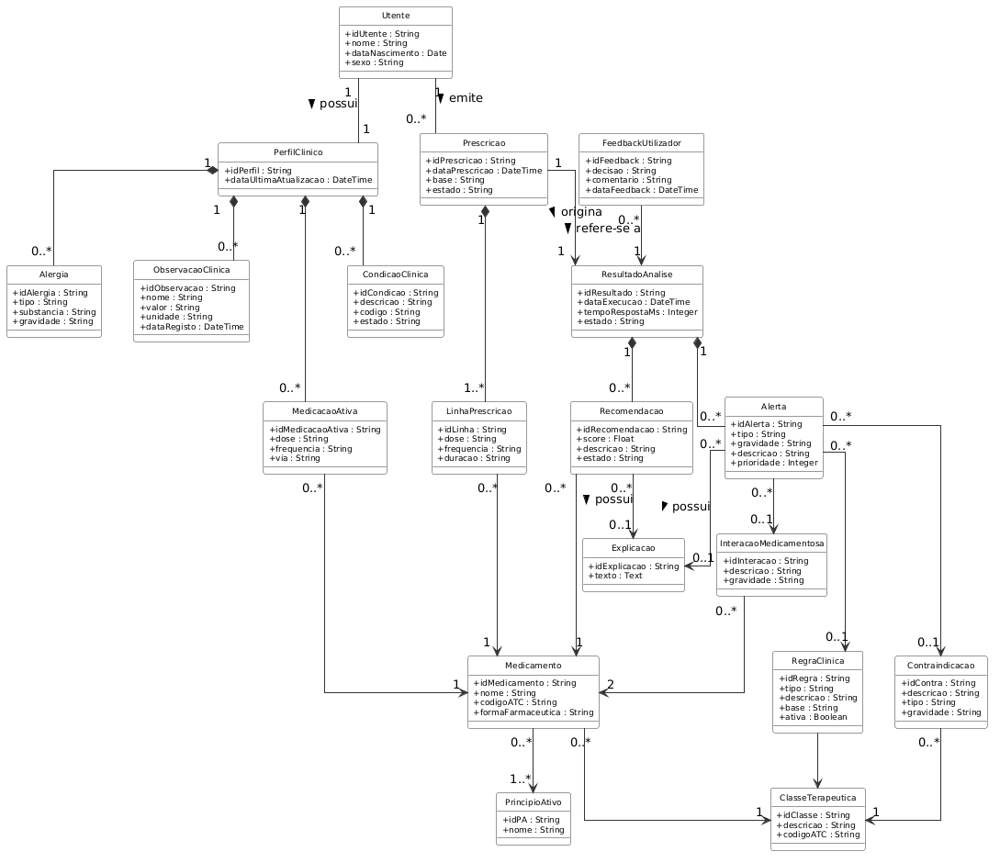 Utente
+idUtente : String
+nome : String
+dataNascimento : Date
+sexo : String
1
possui
1
1
emite
0..*
PerfilClinico
+idPerfil : String
+dataUltimaAtualizacao : DateTime
Prescricao
+idPrescricao : String
+dataPrescricao : DateTime
+base : String
+estado : String
FeedbackUtilizador
+idFeedback : String
+decisao : String
+comentario : String
+dataFeedback : DateTime
1
0..*
1
0..*
1
0..*
1
0..*
1
1..*
1
origina
1
0..*
refere-se a
1
Alergia
+idAlergia : String
+tipo : String
+substancia : String
+gravidade : String
ObservacaoClinica
+idObservacao : String
+nome : String
+valor : String
+unidade : String
+dataRegisto : DateTime
CondicaoClinica
+idCondicao : String
+descricao : String
+codigo : String
+estado : String
ResultadoAnalise
+idResultado : String
+dataExecucao : DateTime
+tempoRespostaMs : Integer
+estado : String
1
0..*
1
0..*
MedicacaoAtiva
+idMedicacaoAtiva : String
+dose : String
+frequencia : String
+via : String
LinhaPrescricao
+idLinha : String
+dose : String
+frequencia : String
+duracao : String
Recomendacao
+idRecomendacao : String
+score : Float
+descricao : String
+estado : String
Alerta
+idAlerta : String
+tipo : String
+gravidade : String
+descricao : String
+prioridade : Integer
0..*
1
0..*
1
0..*
1
0..*
possui
0..1
0..*
possui
0..1
0..*
0..1
0..*
0..1
0..*
0..1
Explicacao
+idExplicacao : String
+texto : Text
InteracaoMedicamentosa
+idInteracao : String
+descricao : String
+gravidade : String
0..*
2
Medicamento
+idMedicamento : String
+nome : String
+codigoATC : String
+formaFarmaceutica : String
RegraClinica
+idRegra : String
+tipo : String
+descricao : String
+base : String
+ativa : Boolean
Contraindicacao
+idContra : String
+descricao : String
+tipo : String
+gravidade : String
0..*
1..*
0..*
1
0..*
1
PrincipioAtivo
+idPA : String
+nome : String
ClasseTerapeutica
+idClasse : String
+descricao : String
+codigoATC : String